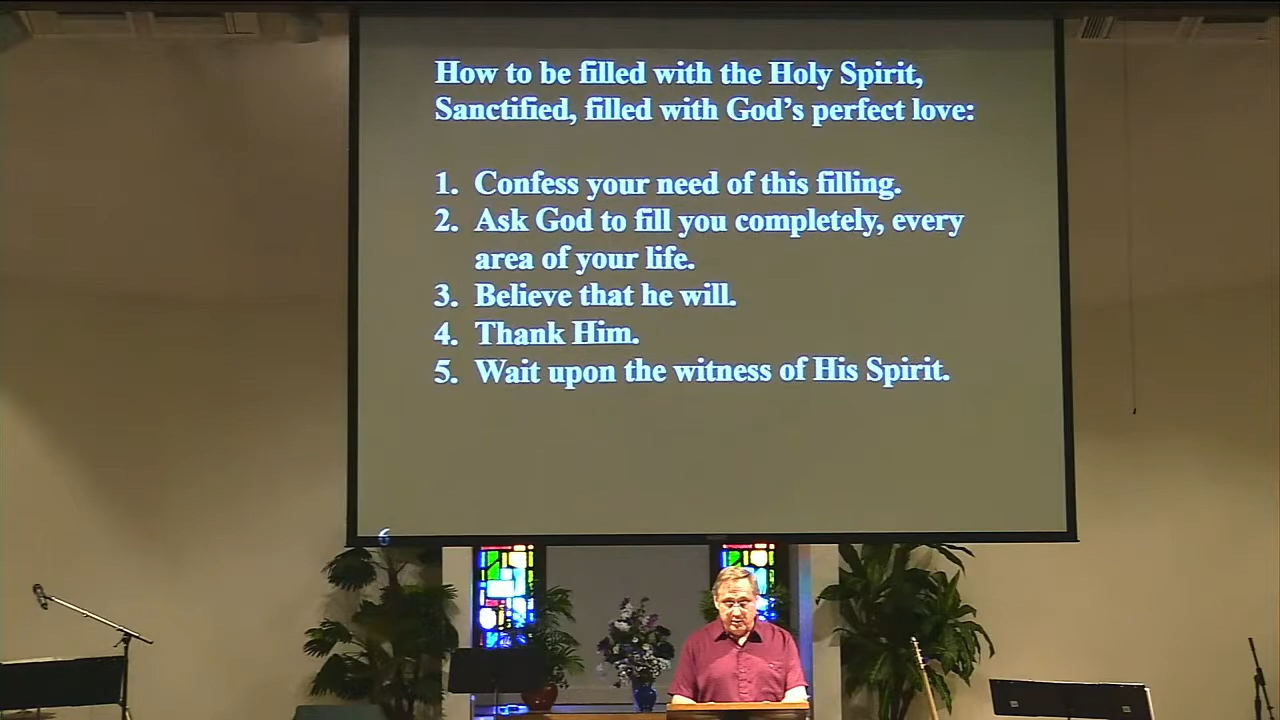 How to be filled with the Holy Spirit,
Sanctified, filled with God's perfect love:
1. Confess your need of this filling.
2. Ask God to fill you completely, every
area of your life.
3. Believe that he will.
4. Thank Him.
5. Wait upon the witness of His Spirit.
6